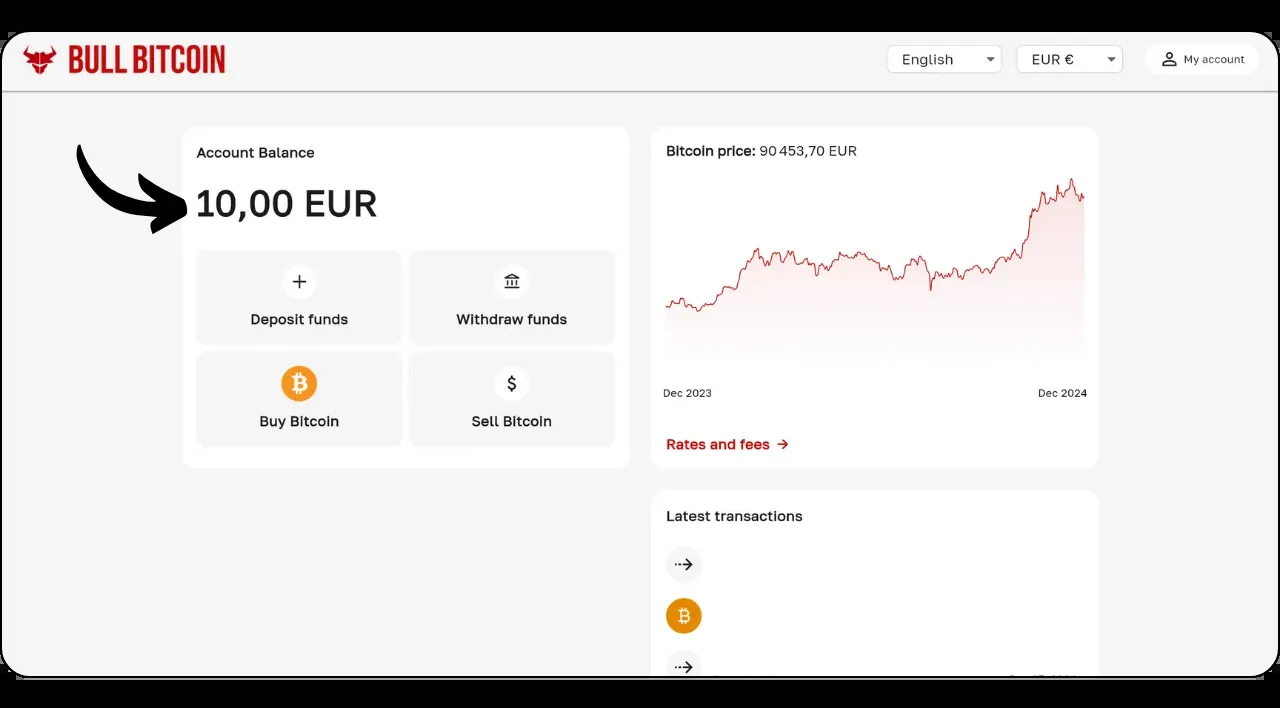 BULL BITCOIN
English
EUR €
My account
Account Balance
10,00 EUR
Deposit funds
Withdraw funds
Buy Bitcoin
Sell Bitcoin
Bitcoin price: 90 453,70 EUR
Dec 2023
Dec 2024
Rates and fees
Latest transactions